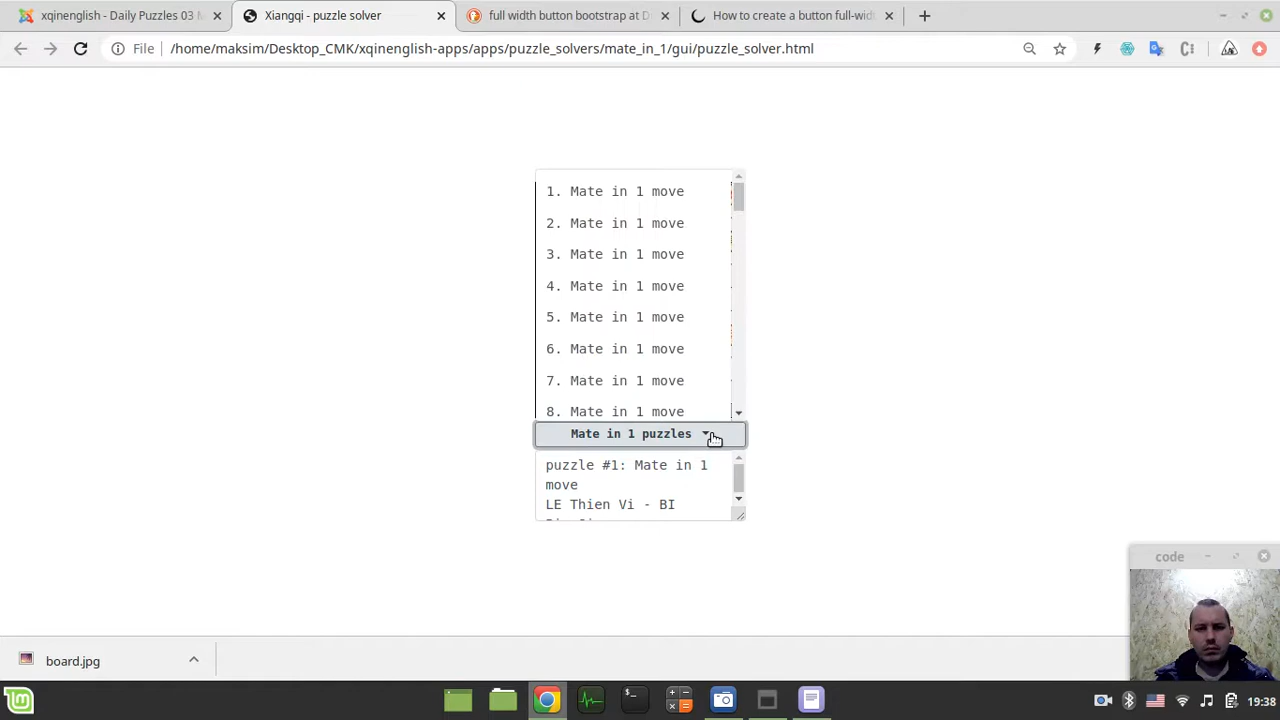 xqinenglish - Daily Puzzles 03 M
Xiangqi - puzzle solver
full width button bootstrap at D
How to create a button full-widt
File
/home/maksim/Desktop_CMK/xqinenglish-apps/apps/puzzle_solvers/mate_in_1/gui/puzzle_solver.html
1. Mate in 1 move
2. Mate in 1 move
3. Mate in 1 move
4. Mate in 1 move
5. Mate in 1 move
6. Mate in 1 move
7. Mate in 1 move
8. Mate in 1 move
Mate in 1 puzzles
puzzle #1: Mate in 1
move
LE Thien Vi - BI
code
board.jpg
19:38